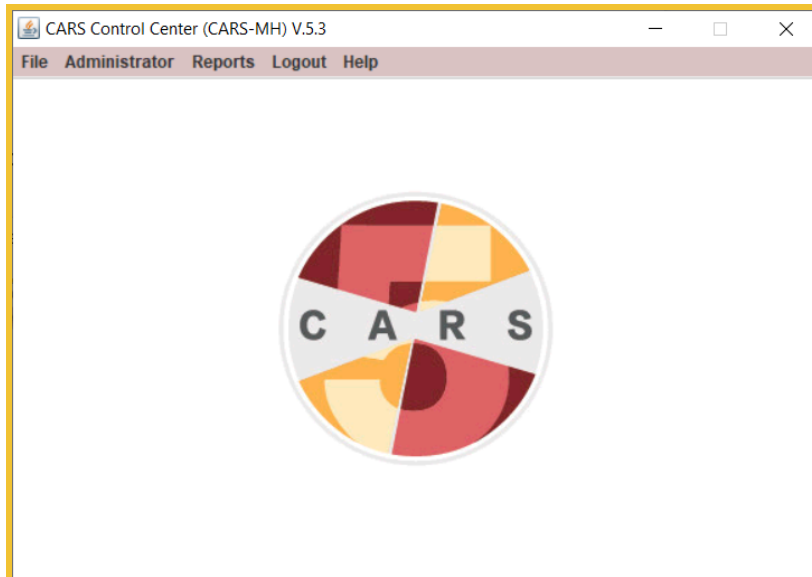 CARS Control Center (CARS-MH) V.5.3
File Administrator Reports Logout Help
C A R S